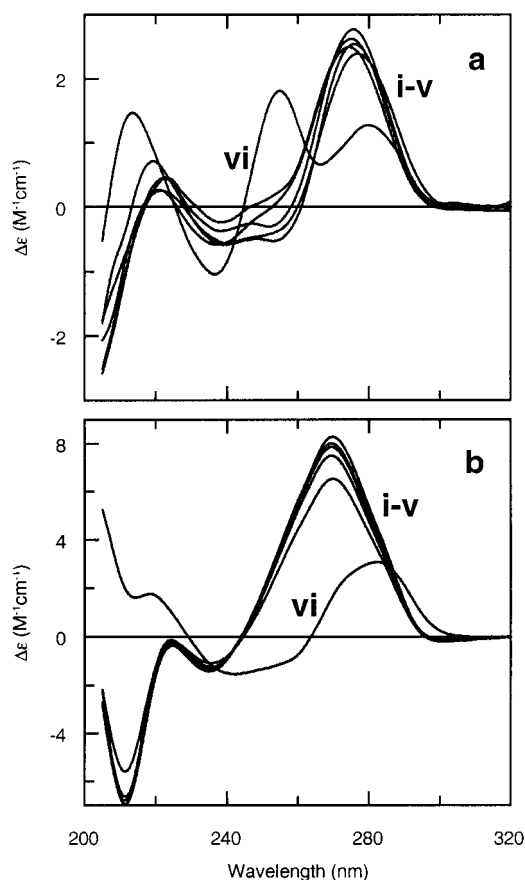 a
2
i-v
vi
0
-2
Δε (M⁻¹cm⁻¹)
b
8
i-v
4
vi
0
-4
Δε (M⁻¹cm⁻¹)
200 240 280 320
Wavelength (nm)